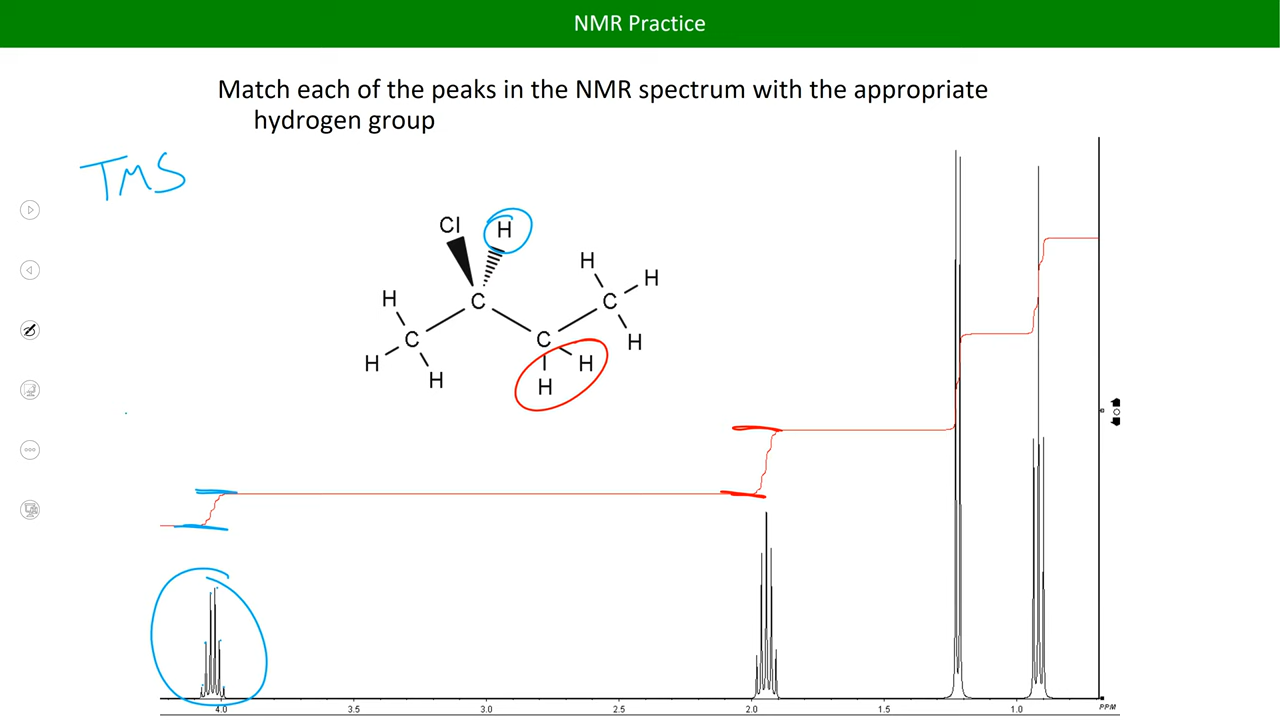 NMR Practice
Match each of the peaks in the NMR spectrum with the appropriate
hydrogen group
TMS
Cl H
H H
H C C
C C H
H H
H H
4.0 3.5 3.0 2.5 2.0 1.5 1.0 PPM